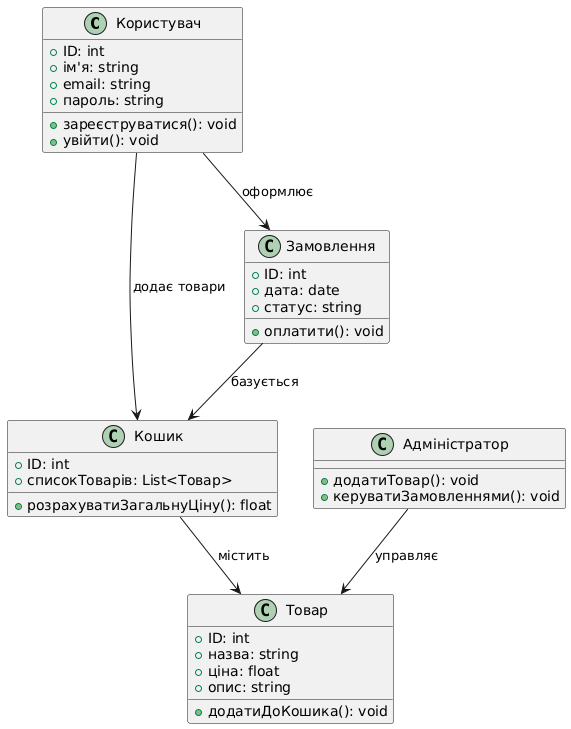 C Користувач
ID: int
ім'я: string
email: string
пароль: string
зареєструватися(): void
увійти(): void
оформлює
C Замовлення
ID: int
дата: date
статус: string
оплатити(): void
додає товари
базується
C Кошик
ID: int
списокТоварів: List<Товар>
розрахуватиЗагальнуЦіну(): float
C Адміністратор
додатиТовар(): void
керуватиЗамовленнями(): void
містить
управляє
C Товар
ID: int
назва: string
ціна: float
опис: string
додатиДоКошика(): void